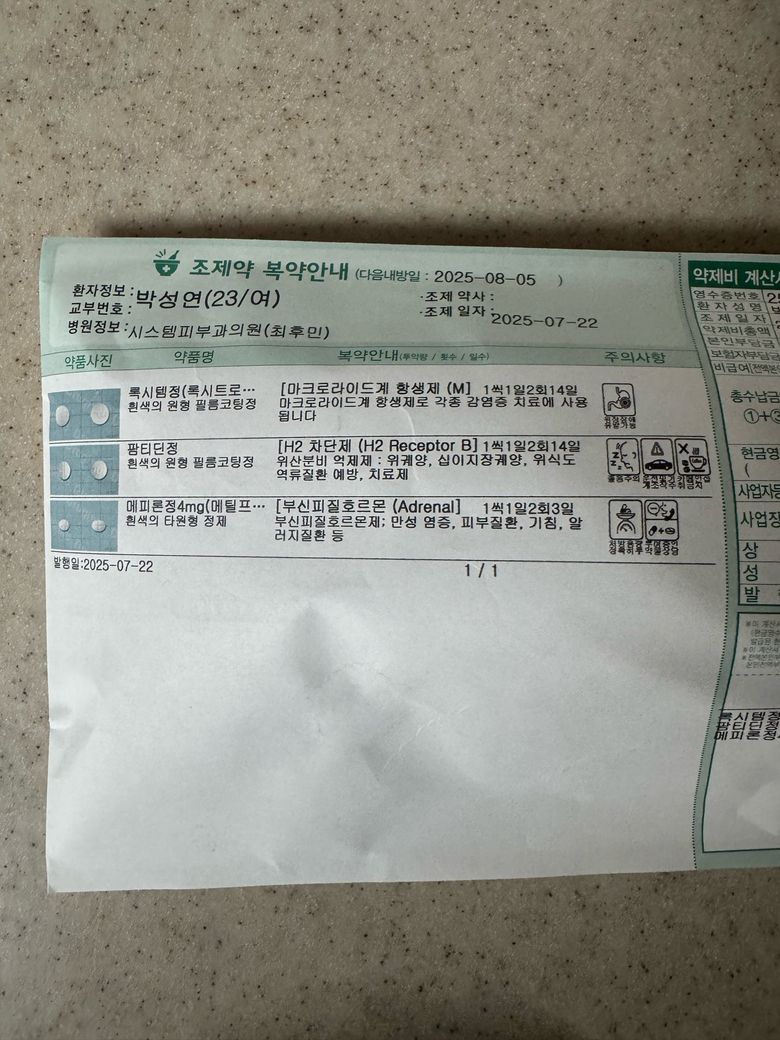 조제약 복약안내 (다음내방일 : 2025-08-05 )
환자정보 : 박성연(23/여)
·조제 약사 :
교부번호 :
·조제 일자 : 2025-07-22
병원정보 : 시스템피부과의원(최후민)
약품사진 약품명 복약안내(투약량 / 횟수 / 일수) 주의사항
록시템정(록시트로… [마크로라이드계 항생제 (M] 1씩1일2회14일
흰색의 원형 필름코팅정 마크로라이드계 항생제로 각종 감염증 치료에 사용
됩니다
팜티딘정 [H2 차단제 (H2 Receptor B] 1씩1일2회14일
흰색의 원형 필름코팅정 위산분비 억제제 : 위궤양, 십이지장궤양, 위식도
역류질환 예방, 치료제
메피론정4mg(메틸프… [부신피질호르몬 (Adrenal] 1씩1일2회3일
흰색의 타원형 정제 부신피질호르몬제; 만성 염증, 피부질환, 기침, 알
러지질환 등
발행일:2025-07-22
1 / 1
약제비 계산서
영수증번호
환 자 성 명
조 제 일 자
약제비총액
본인부담금
보험자부담금
비급여(전액본
총수납금
①+③
현금영
(
사업자등
사업장
상
성
발
록시템정
팜티딘정
메피론정